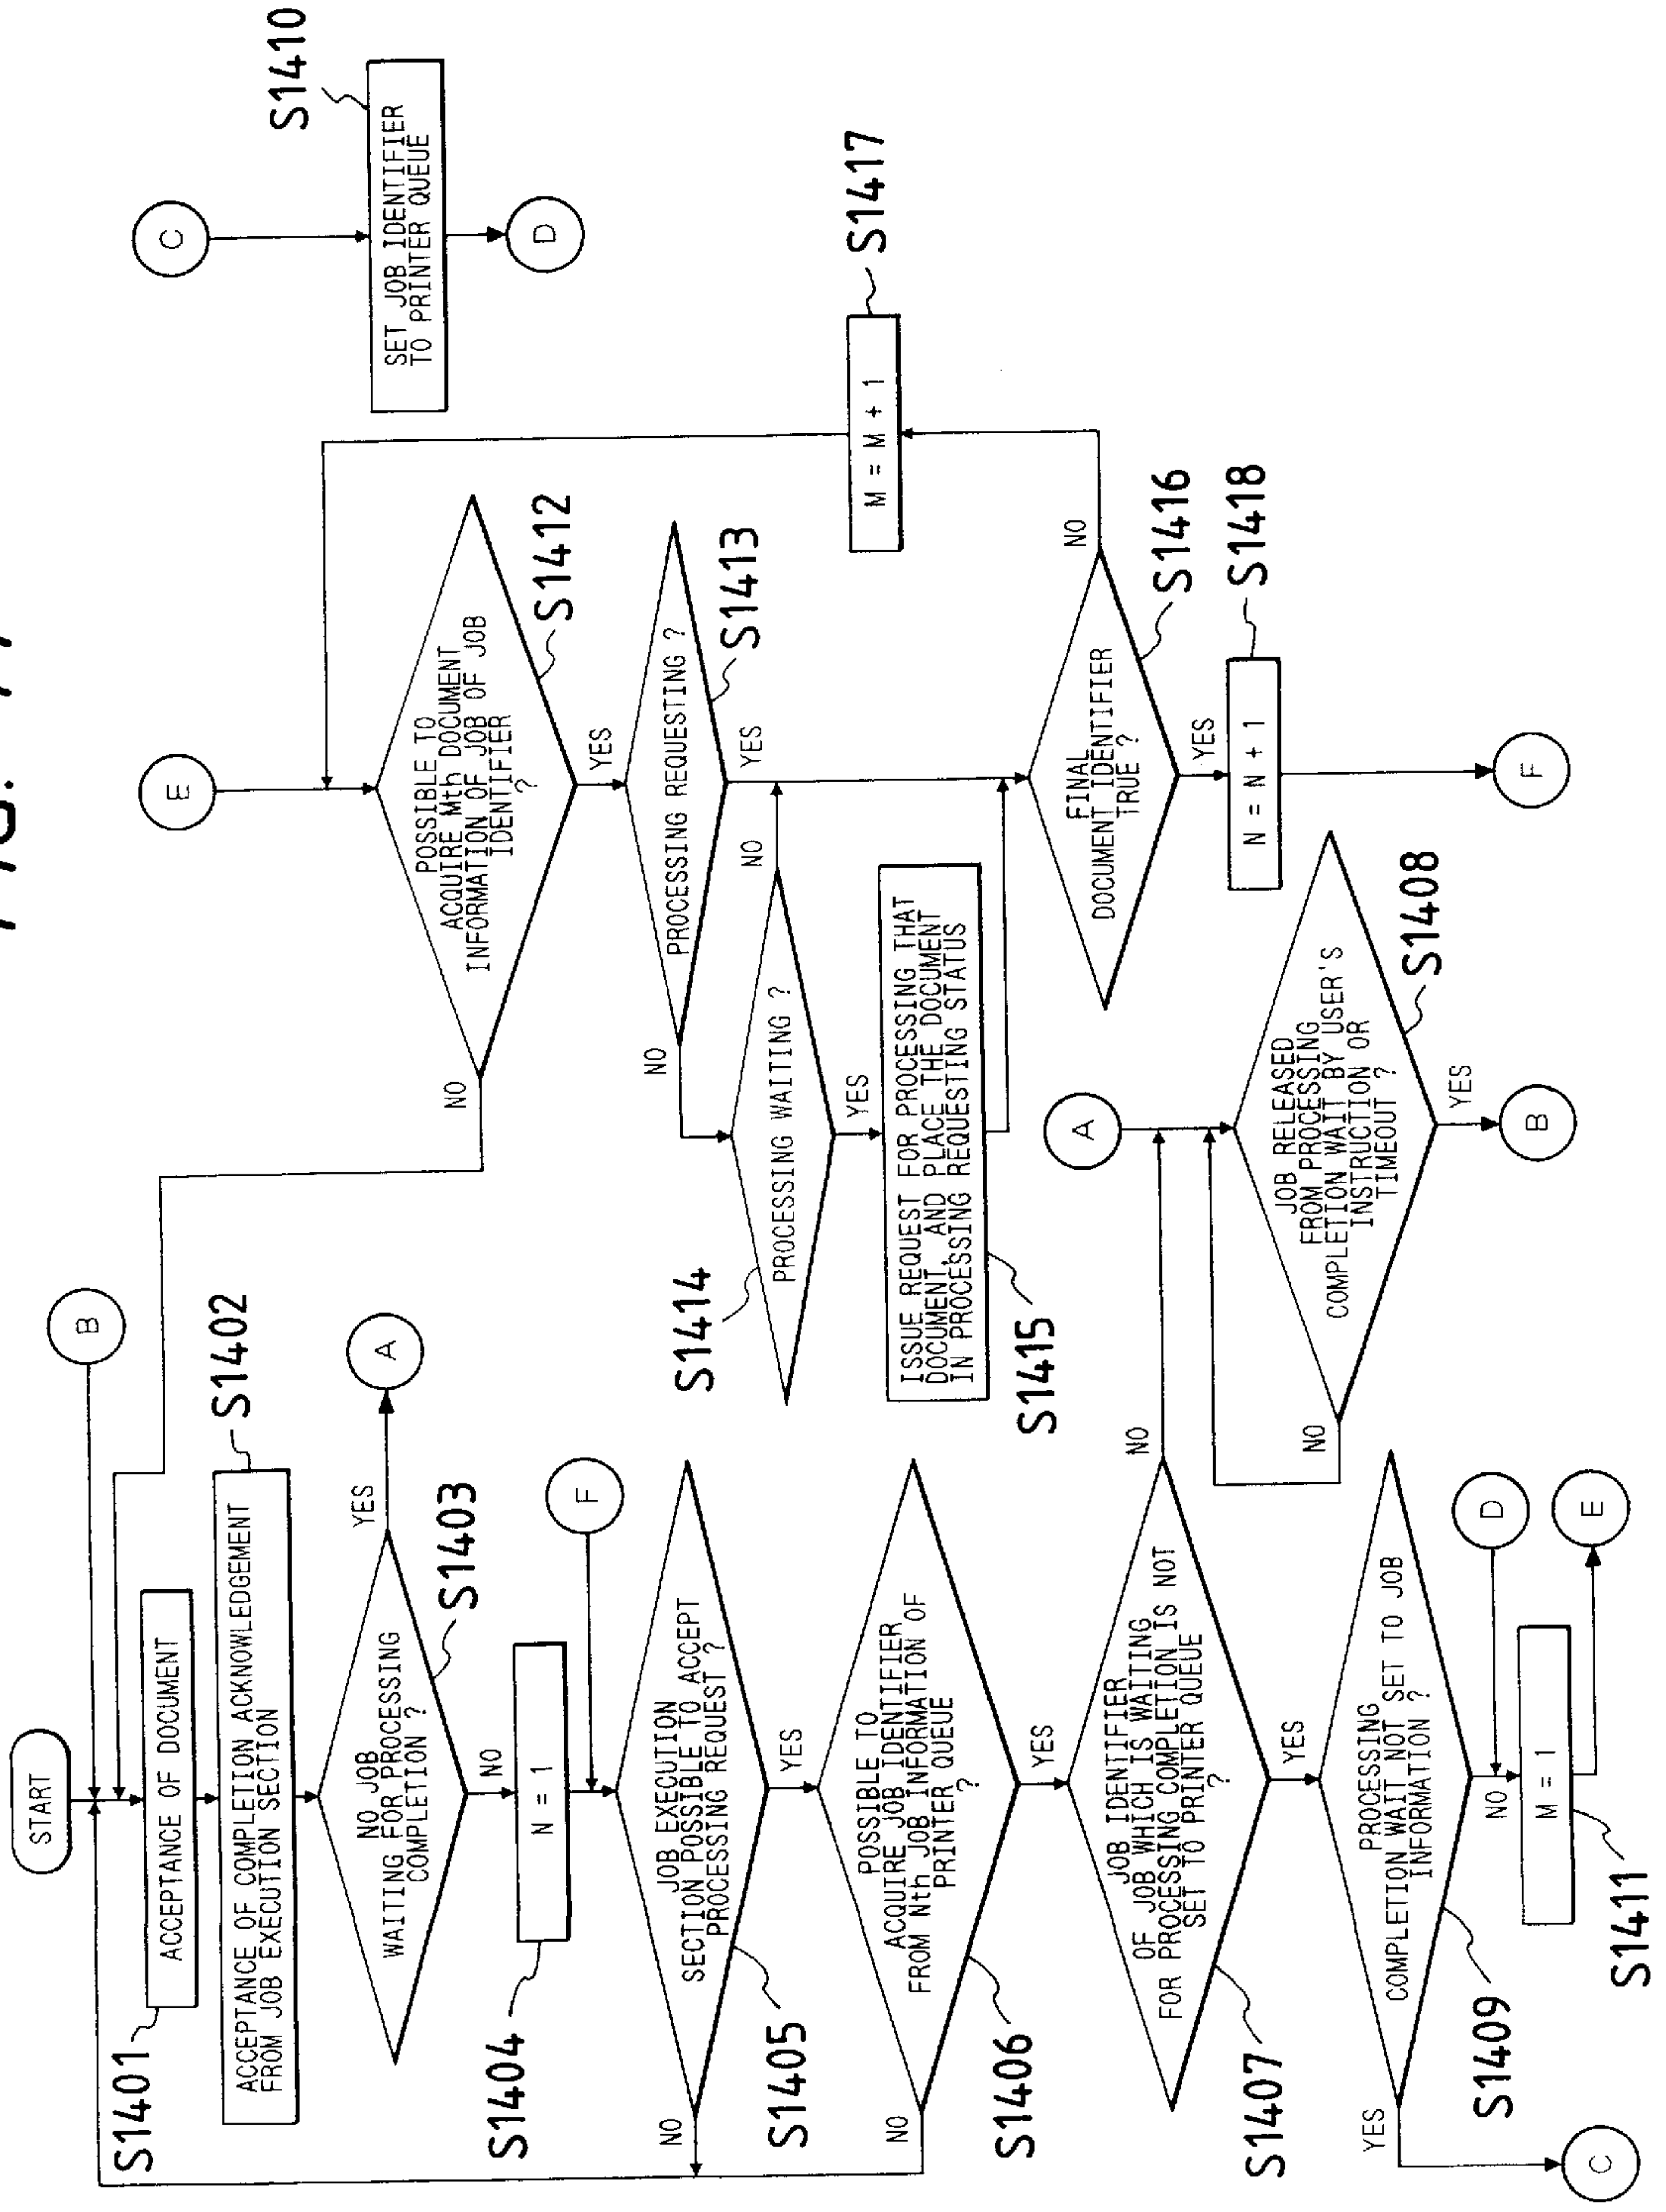 START
B
S1401
ACCEPTANCE OF DOCUMENT
S1402
ACCEPTANCE OF COMPLETION ACKNOWLEDGEMENT
FROM JOB EXECUTION SECTION
NO JOB
WAITING FOR PROCESSING
COMPLETION ?
S1403
YES
A
NO
S1404
N = 1
F
JOB EXECUTION
SECTION POSSIBLE TO ACCEPT
PROCESSING REQUEST ?
S1405
NO
YES
POSSIBLE TO
ACQUIRE JOB IDENTIFIER
FROM Nth JOB INFORMATION OF
PRINTER QUEUE
?
S1406
NO
YES
JOB IDENTIFIER
OF JOB WHICH IS WAITING
FOR PROCESSING COMPLETION IS NOT
SET TO PRINTER QUEUE
?
S1407
NO
YES
PROCESSING
COMPLETION WAIT NOT SET TO JOB
INFORMATION ?
S1409
YES
C
NO
D
M = 1
S1411
E
E
POSSIBLE TO
ACQUIRE Mth DOCUMENT
INFORMATION OF JOB OF JOB
IDENTIFIER
?
S1412
NO
YES
PROCESSING REQUESTING ?
S1413
NO
YES
S1414
PROCESSING WAITING ?
NO
YES
ISSUE REQUEST FOR PROCESSING THAT
DOCUMENT, AND PLACE THE DOCUMENT
IN PROCESSING REQUESTING STATUS
S1415
FINAL
DOCUMENT IDENTIFIER
TRUE ?
S1416
NO
YES
M = M + 1
S1417
N = N + 1
S1418
F
A
JOB RELEASED
FROM PROCESSING
COMPLETION WAIT BY USER'S
INSTRUCTION OR
TIMEOUT ?
S1408
NO
YES
B
C
S1410
SET JOB IDENTIFIER
TO PRINTER QUEUE
D